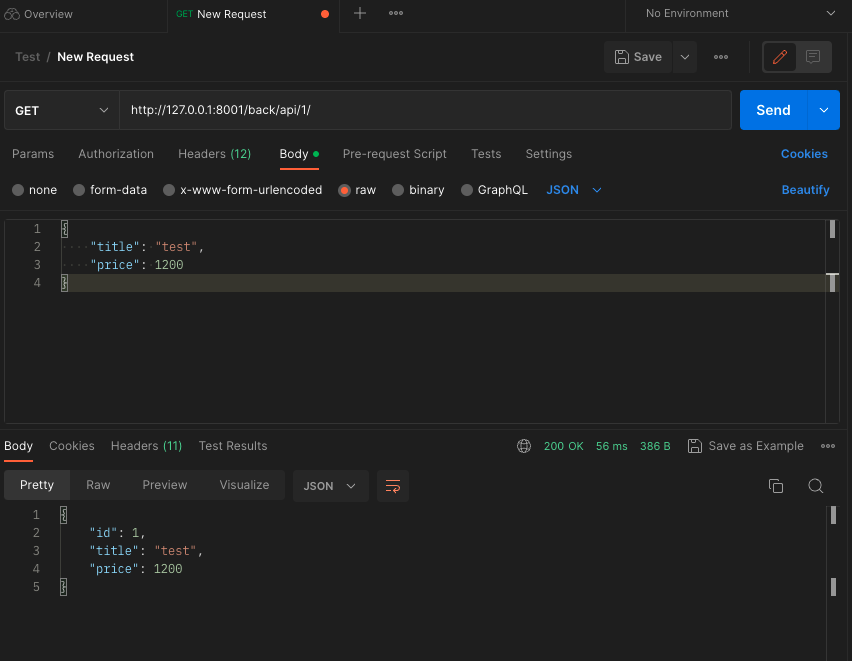 Overview GET New Request No Environment
Test / New Request Save
GET http://127.0.0.1:8001/back/api/1/ Send
Params Authorization Headers (12) Body Pre-request Script Tests Settings Cookies
none form-data x-www-form-urlencoded raw binary GraphQL JSON Beautify
1 {
2 "title": "test",
3 "price": 1200
4 }
Body Cookies Headers (11) Test Results 200 OK 56 ms 386 B Save as Example
Pretty Raw Preview Visualize JSON
1 {
2 "id": 1,
3 "title": "test",
4 "price": 1200
5 }